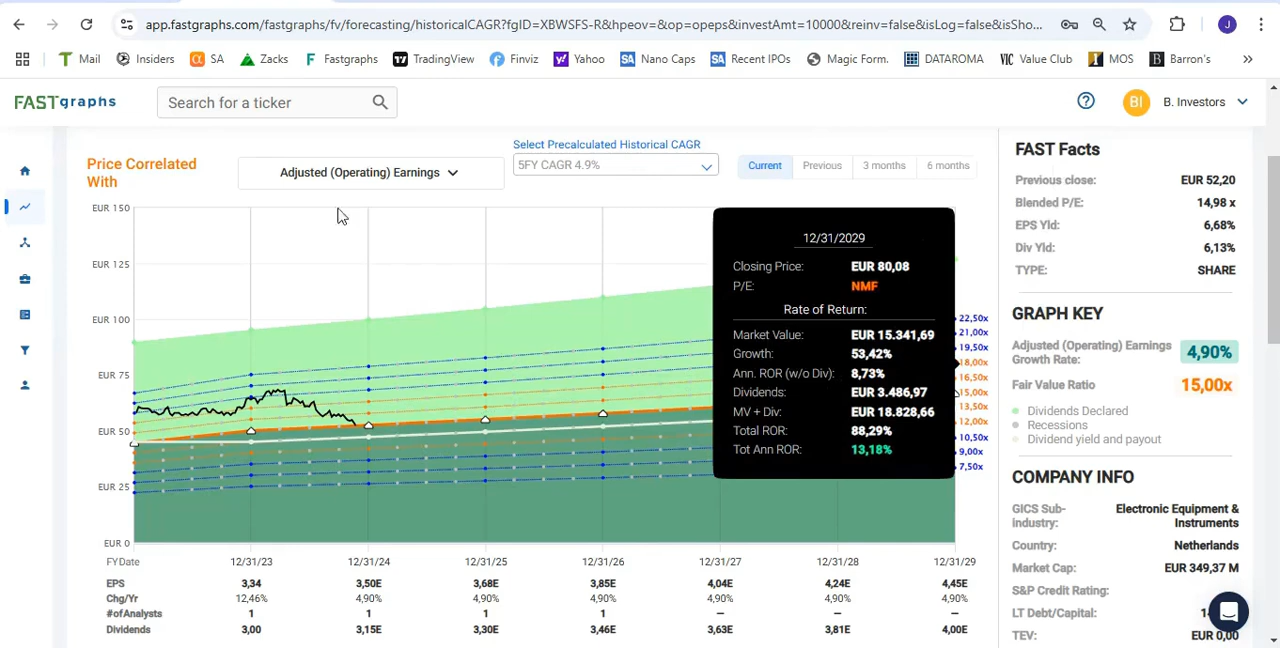 app.fastgraphs.com/fastgraphs/fv/forecasting/historicalCAGR?fgID=XBWSFS-R&hpeov=&op=opeps&investAmt=10000&reinv=false&isLog=false&isSho...
J
Mail Insiders SA Zacks Fastgraphs TradingView Finviz Yahoo Nano Caps Recent IPOs Magic Form. DATAROMA Value Club MOS Barron's »
FAST graphs Search for a ticker BI B. Investors
Price Correlated
With
Adjusted (Operating) Earnings
Select Precalculated Historical CAGR
5FY CAGR 4.9%
Current Previous 3 months 6 months
EUR 150
EUR 125
EUR 100
EUR 75
EUR 50
EUR 25
EUR 0
12/31/2029
Closing Price: EUR 80,08
P/E: NMF
Rate of Return:
Market Value: EUR 15.341,69
Growth: 53,42%
Ann. ROR (w/o Div): 8,73%
Dividends: EUR 3.486,97
MV + Div: EUR 18.828,66
Total ROR: 88,29%
Tot Ann ROR: 13,18%
22,50x
21,00x
19,50x
18,00x
16,50x
15,00x
13,50x
12,00x
10,50x
9,00x
7,50x
FYDate 12/31/23 12/31/24 12/31/25 12/31/26 12/31/27 12/31/28 12/31/29
EPS 3,34 3,50E 3,68E 3,85E 4,04E 4,24E 4,45E
Chg/Yr 12,46% 4,90% 4,90% 4,90% 4,90% 4,90% 4,90%
#ofAnalysts 1 1 1 1 – – –
Dividends 3,00 3,15E 3,30E 3,46E 3,63E 3,81E 4,00E
FAST Facts
Previous close: EUR 52,20
Blended P/E: 14,98 x
EPS Yld: 6,68%
Div Yld: 6,13%
TYPE: SHARE
GRAPH KEY
Adjusted (Operating) Earnings
Growth Rate: 4,90%
Fair Value Ratio 15,00x
Dividends Declared
Recessions
Dividend yield and payout
COMPANY INFO
GICS Sub-
industry:
Electronic Equipment &
Instruments
Country: Netherlands
Market Cap: EUR 349,37 M
S&P Credit Rating:
LT Debt/Capital:
TEV: EUR 0,00